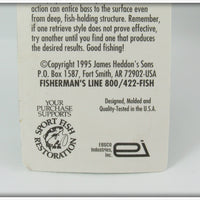 action can entice bass to the surface even
from deep, fish-holding structure. Remember,
if one retrieve style does not prove effective,
try another until you find one that produces
the desired results. Good fishing!
©Copyright 1995 James Heddon's Sons
P.O. Box 1587, Fort Smith, AR 72902-USA
FISHERMAN'S LINE 800/422-FISH
YOUR
PURCHASE
SUPPORTS
SPORT FISH
RESTORATION
Designed, Molded and
Quality-Tested in the U.S.A.
EBSCO
Industries,
Inc.
ei